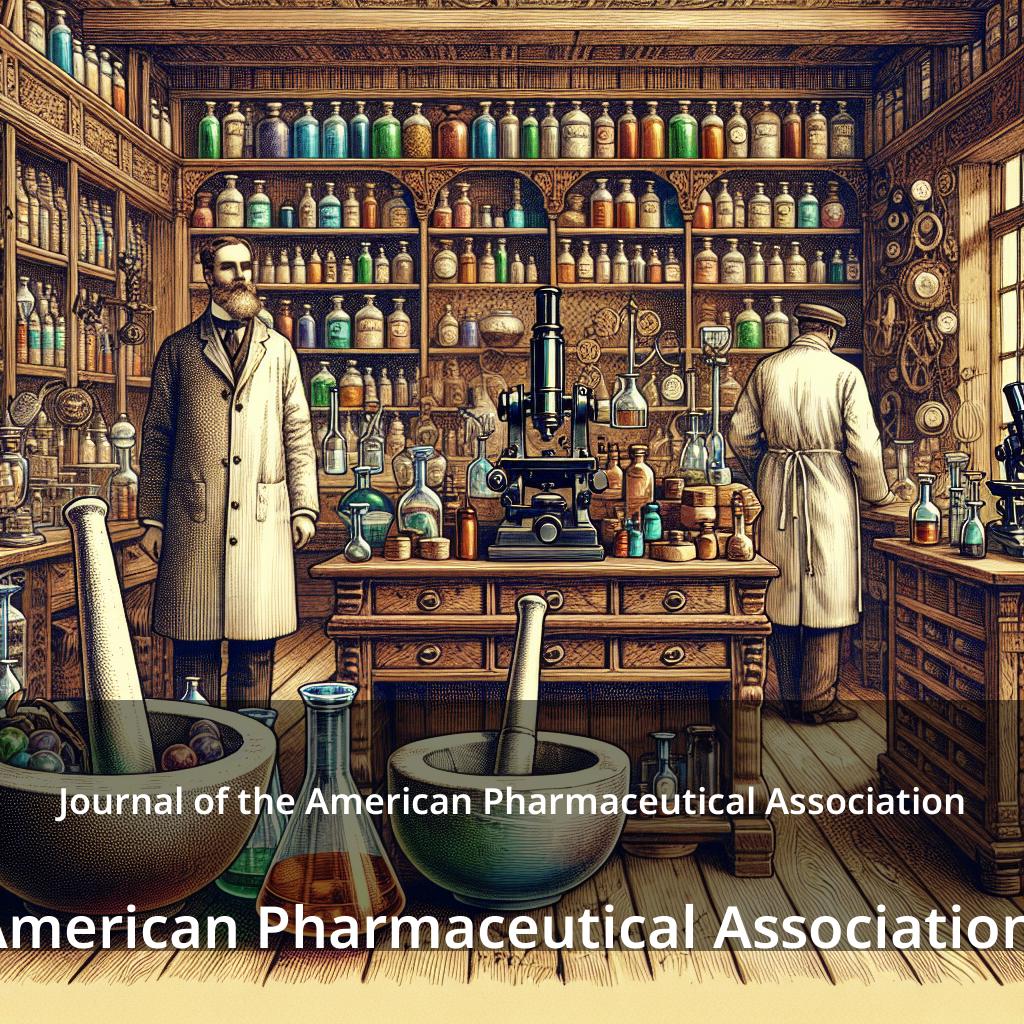 Journal of the American Pharmaceutical Association
American Pharmaceutical Association